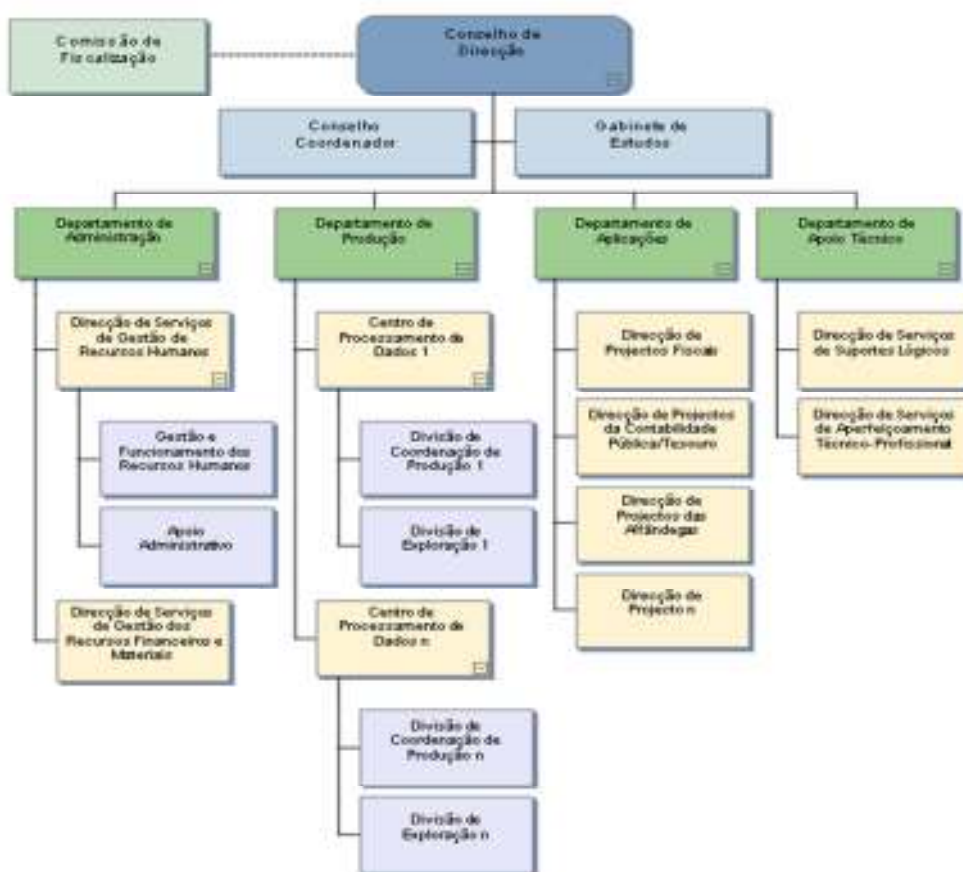 Comissão de
Fiscalização
Conselho de
Direcção
Conselho
Coordenador
Gabinete de
Estudos
Departamento de
Administração
Departamento de
Produção
Departamento de
Aplicações
Departamento de
Apoio Técnico
Direcção de Serviços
de Gestão de
Recursos Humanos
Centro de
Processamento de
Dados 1
Direcção de
Projectos Fiscais
Direcção de Serviços
de Suportes Lógicos
Gestão e
Funcionamento dos
Recursos Humanos
Divisão de
Coordenação de
Produção 1
Direcção de Projectos
da Contabilidade
Pública/Tesouro
Direcção de Serviços
de Aperfeiçoamento
Técnico-Profissional
Apoio
Administrativo
Divisão de
Exploração 1
Direcção de
Projectos das
Alfândegas
Direcção de Serviços
de Gestão dos
Recursos Financeiros e
Materiais
Centro de
Processamento de
Dados n
Direcção de
Projecto n
Divisão de
Coordenação de
Produção n
Divisão de
Exploração n